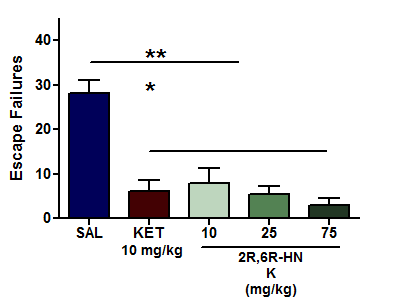 Escape Failures
40
30
20
10
0
**
*
SAL
KET
10 mg/kg
10
25
75
2R,6R-HN
K
(mg/kg)